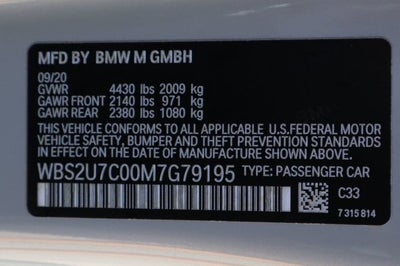 MFD BY BMW M GMBH
09/20
GVWR 4430 lbs 2009 kg
GAWR FRONT 2140 lbs 971 kg
GAWR REAR 2380 lbs 1080 kg
THIS VEHICLE CONFORMS TO ALL APPLICABLE U.S.FEDERAL MOTOR
VEHICLE SAFETY, BUMPER AND THEFT PREVENTION STANDARDS
IN EFFECT ON THE DATE OF MANUFACTURE SHOWN ABOVE.
WBS2U7C00M7G79195 TYPE: PASSENGER CAR
C33
7 315 814